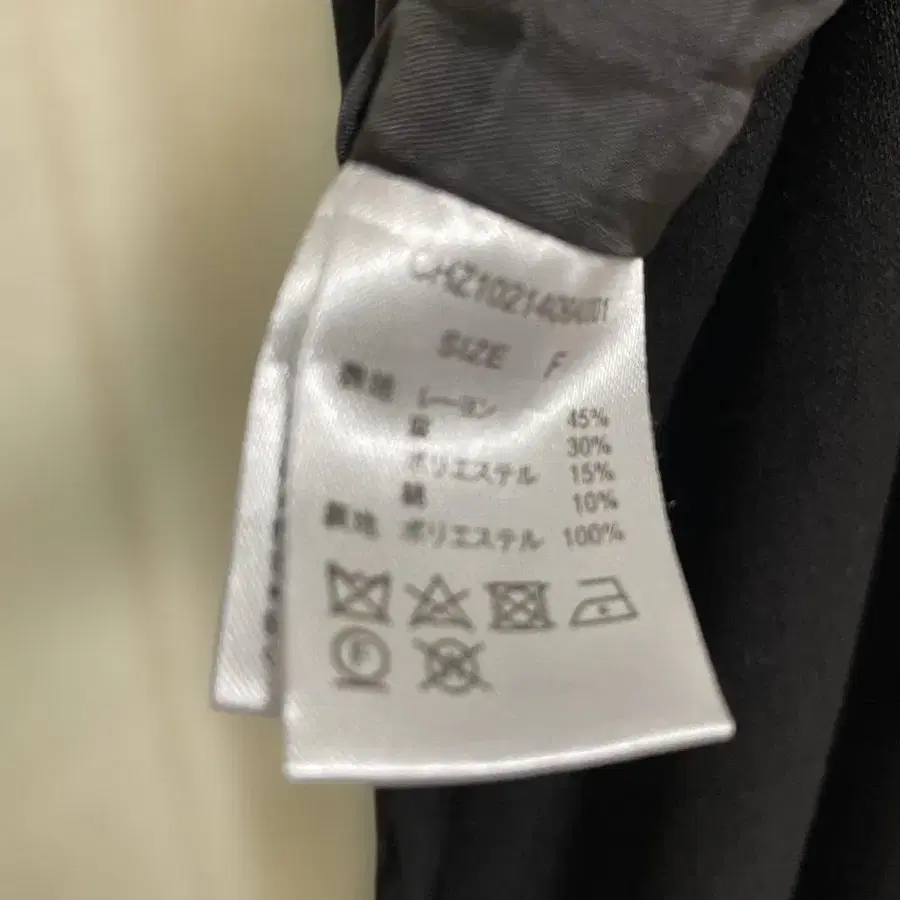 SIZE F
表地 レーヨン 45%
30%
ポリエステル 15%
綿 10%
裏地 ポリエステル 100%